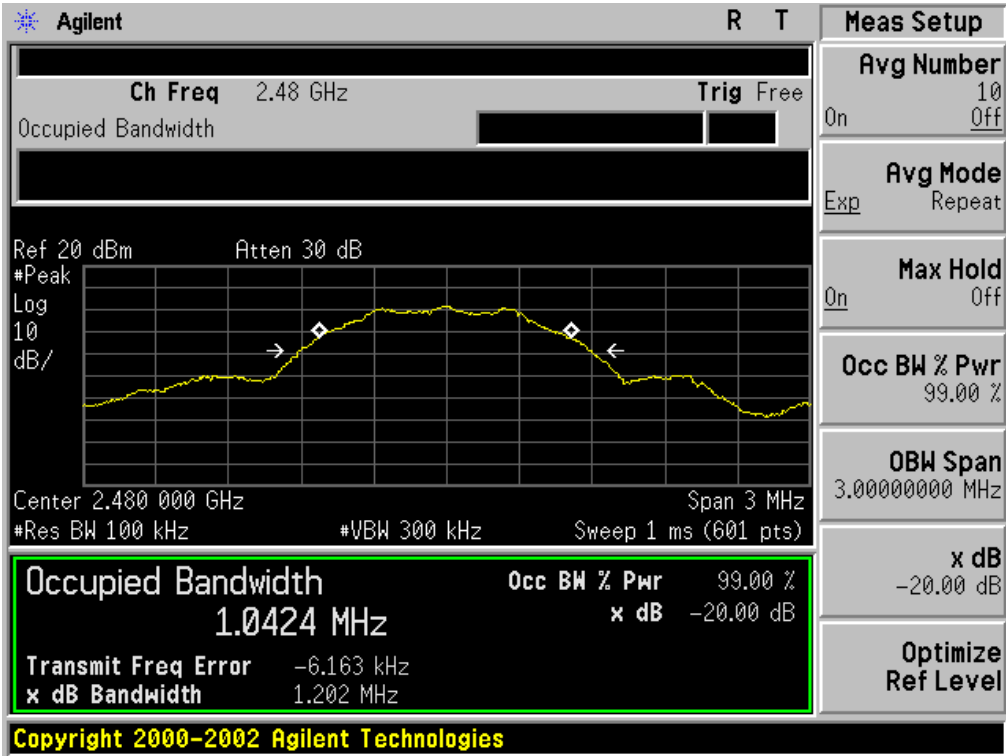 Agilent R T
Ch Freq 2.48 GHz Trig Free
Occupied Bandwidth
Ref 20 dBm Atten 30 dB
#Peak
Log
10
dB/
Center 2.480 000 GHz Span 3 MHz
#Res BW 100 kHz #VBW 300 kHz Sweep 1 ms (601 pts)
Occupied Bandwidth Occ BW % Pwr 99.00 %
1.0424 MHz x dB -20.00 dB
Transmit Freq Error -6.163 kHz
x dB Bandwidth 1.202 MHz
Copyright 2000-2002 Agilent Technologies
Meas Setup
Avg Number
10
On Off
Avg Mode
Exp Repeat
Max Hold
On Off
Occ BW % Pwr
99.00 %
OBW Span
3.00000000 MHz
x dB
-20.00 dB
Optimize
Ref Level